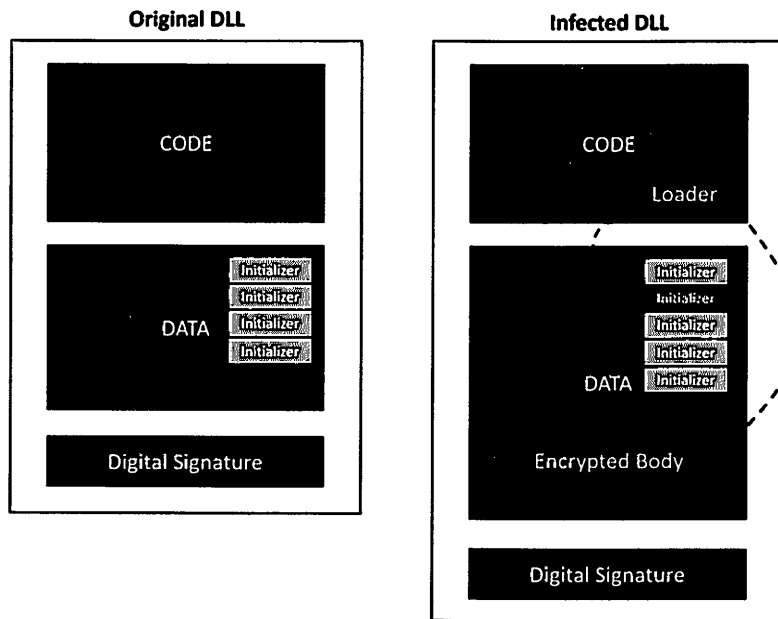 Original DLL
CODE
Initializer
Initializer
DATA
Initializer
Initializer
Digital Signature
Infected DLL
CODE
Loader
Initializer
Initializer
Initializer
Initializer
DATA
Initializer
Encrypted Body
Digital Signature